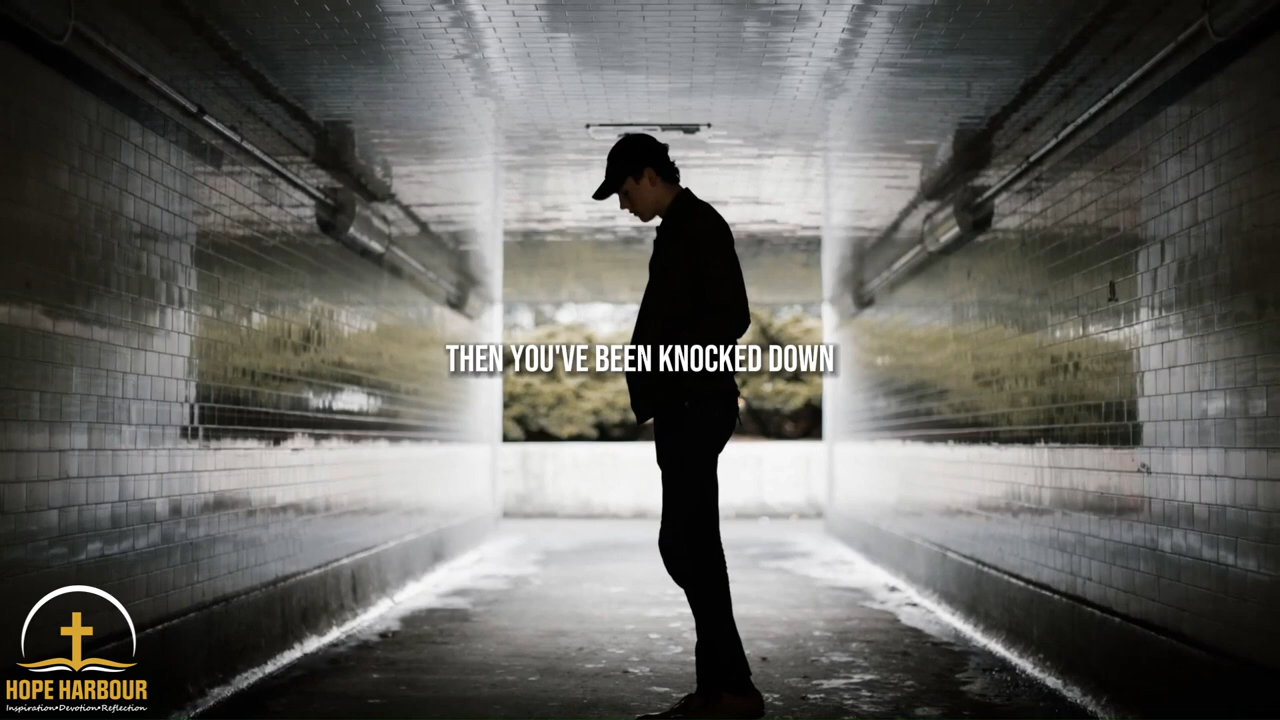 THEN YOU'VE BEEN KNOCKED DOWN
HOPE HARBOUR
Inspiration•Devotion•Reflection